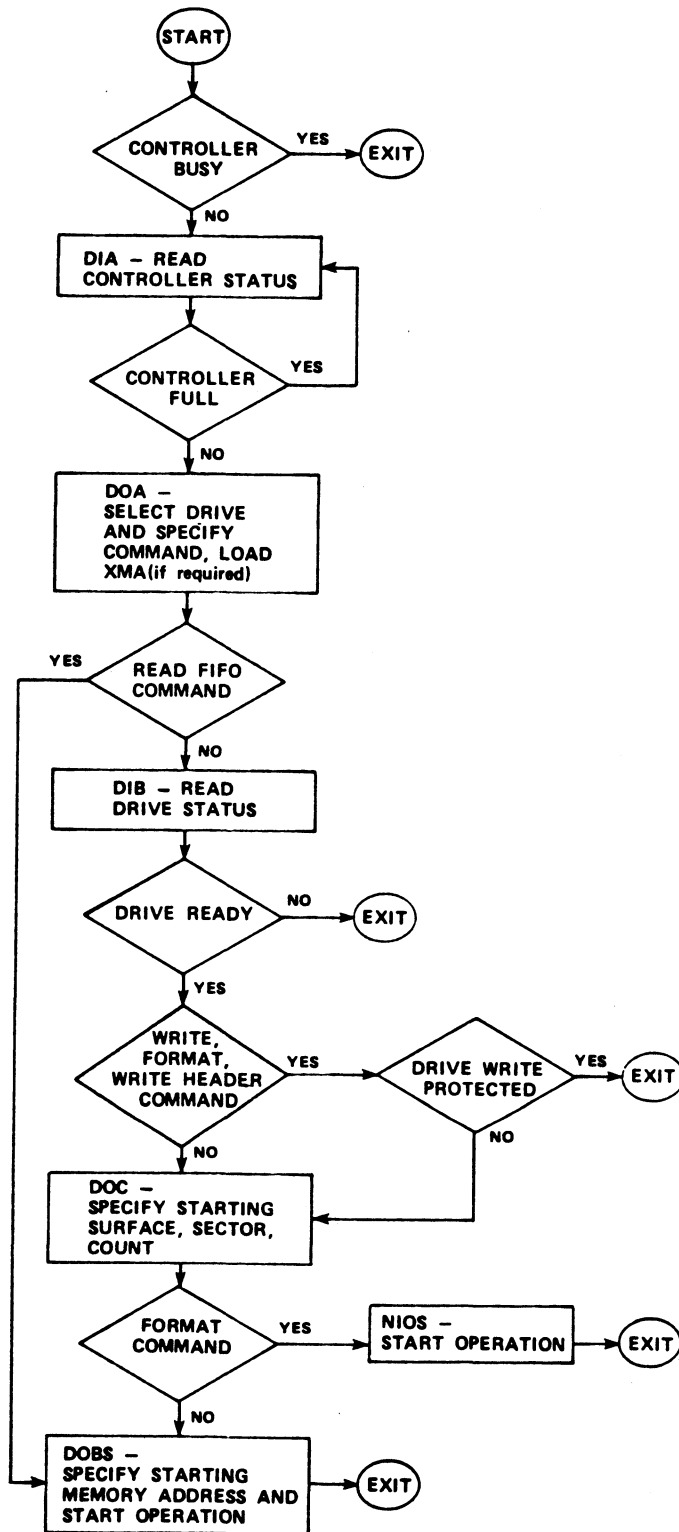 START
CONTROLLER
BUSY
YES
EXIT
NO
DIA – READ
CONTROLLER STATUS
CONTROLLER
FULL
YES
NO
DOA –
SELECT DRIVE
AND SPECIFY
COMMAND, LOAD
XMA(if required)
YES
READ FIFO
COMMAND
NO
DIB – READ
DRIVE STATUS
DRIVE READY
NO
EXIT
YES
WRITE,
FORMAT,
WRITE HEADER
COMMAND
YES
DRIVE WRITE
PROTECTED
YES
EXIT
NO
NO
DOC –
SPECIFY STARTING
SURFACE, SECTOR,
COUNT
FORMAT
COMMAND
YES
NIOS –
START OPERATION
EXIT
NO
DOBS –
SPECIFY STARTING
MEMORY ADDRESS AND
START OPERATION
EXIT